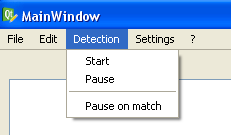 MainWindow
File Edit Detection Settings ?
Start
Pause
Pause on match